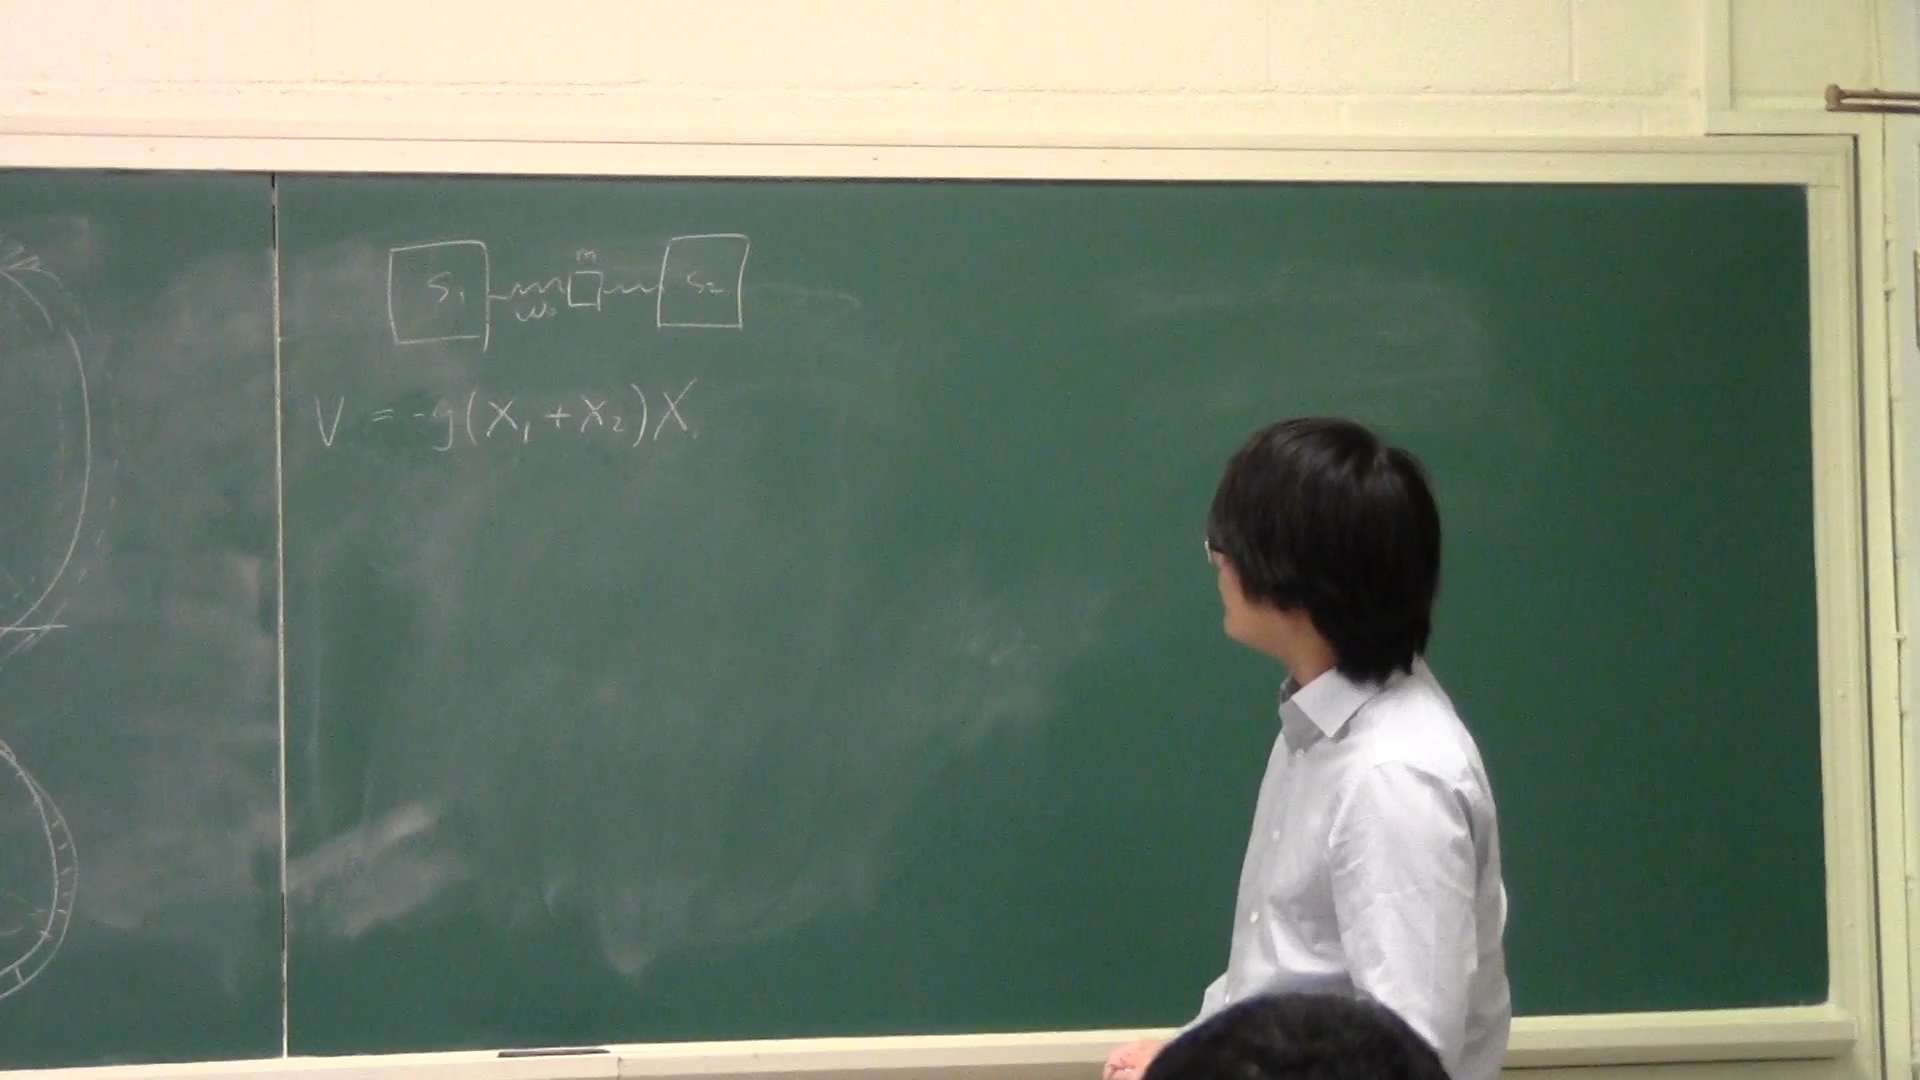 m
S₁ S₂
ω₀
V = -g(X₁ + X₂)X